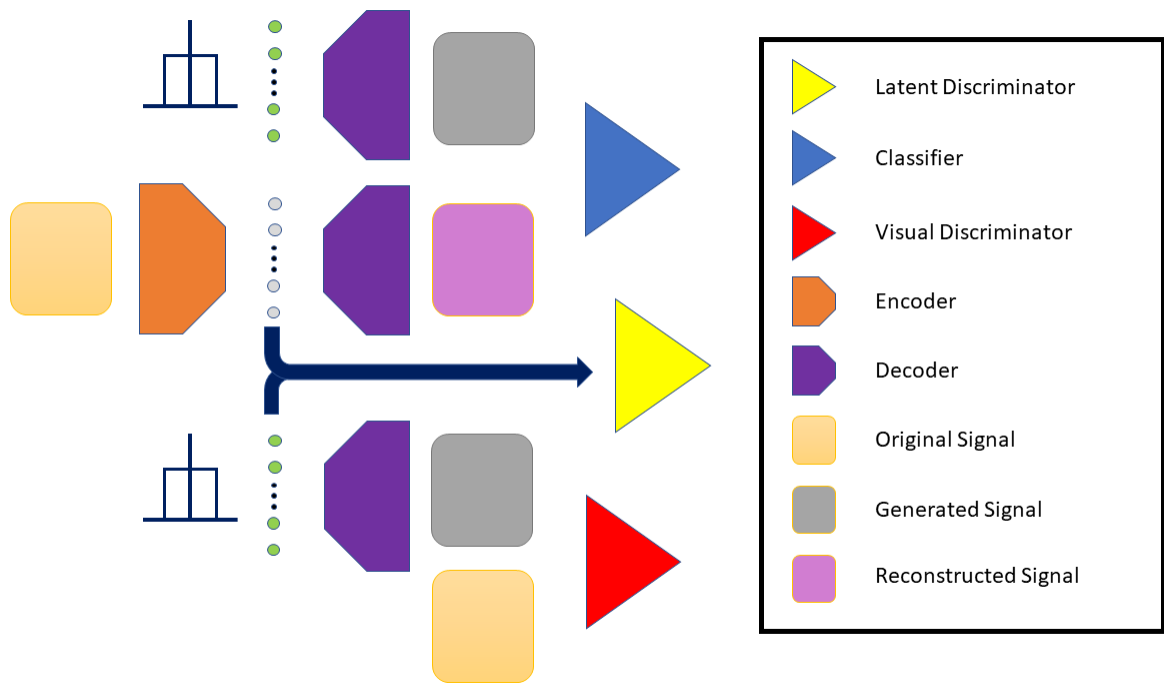 Latent Discriminator
Classifier
Visual Discriminator
Encoder
Decoder
Original Signal
Generated Signal
Reconstructed Signal